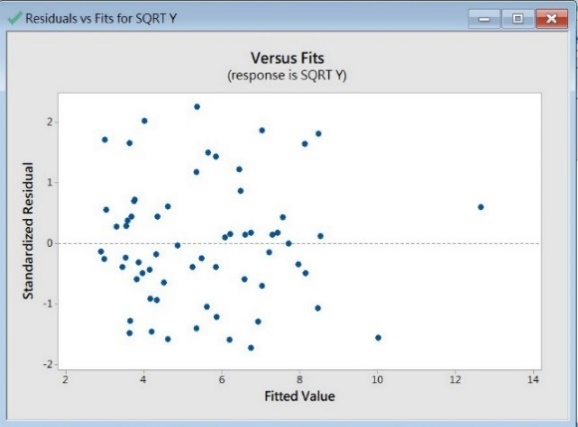 Residuals vs Fits for SQRT Y
Versus Fits
(response is SQRT Y)
Standardized Residual
2
1
0
-1
-2
2 4 6 8 10 12 14
Fitted Value